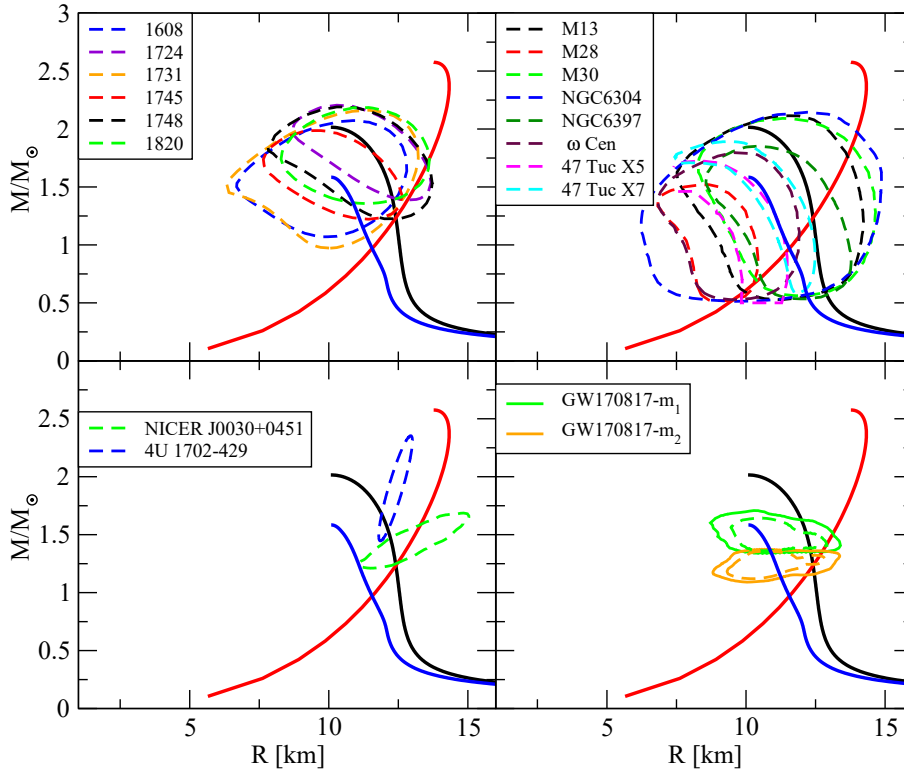 3
2.5
2
1.5
1
0.5
0
M/M☉
1608
1724
1731
1745
1748
1820
M13
M28
M30
NGC6304
NGC6397
ω Cen
47 Tuc X5
47 Tuc X7
2.5
2
1.5
1
0.5
0
M/M☉
NICER J0030+0451
4U 1702-429
GW170817-m₁
GW170817-m₂
5 10 15
R [km]
5 10 15
R [km]